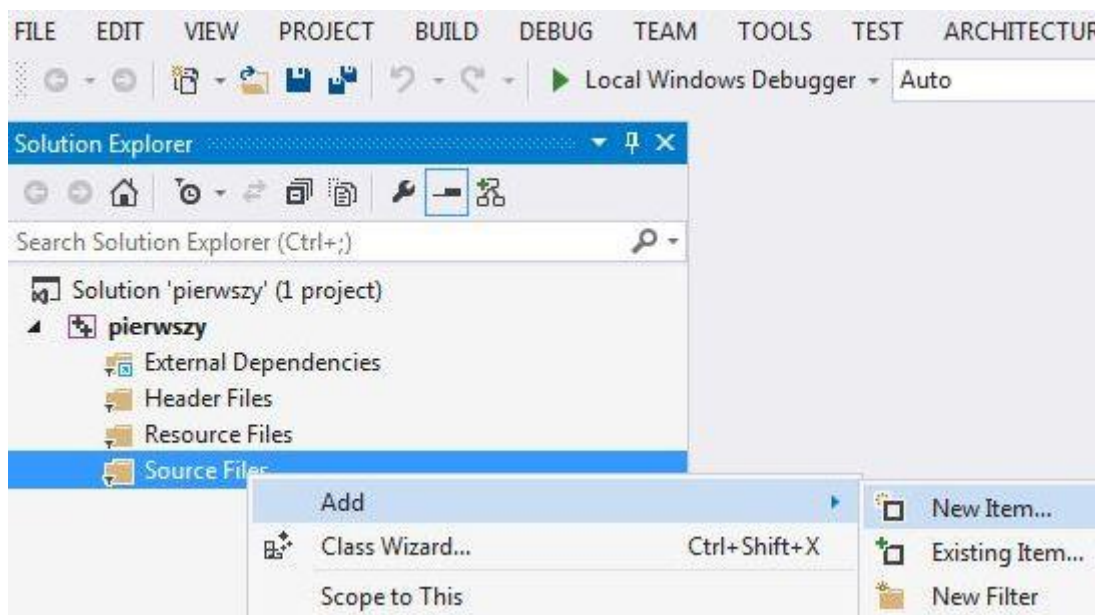 FILE EDIT VIEW PROJECT BUILD DEBUG TEAM TOOLS TEST ARCHITECTUR
Local Windows Debugger Auto
Solution Explorer
Search Solution Explorer (Ctrl+;)
Solution 'pierwszy' (1 project)
pierwszy
External Dependencies
Header Files
Resource Files
Source Files
Add
New Item...
Class Wizard... Ctrl+Shift+X
Existing Item...
Scope to This
New Filter